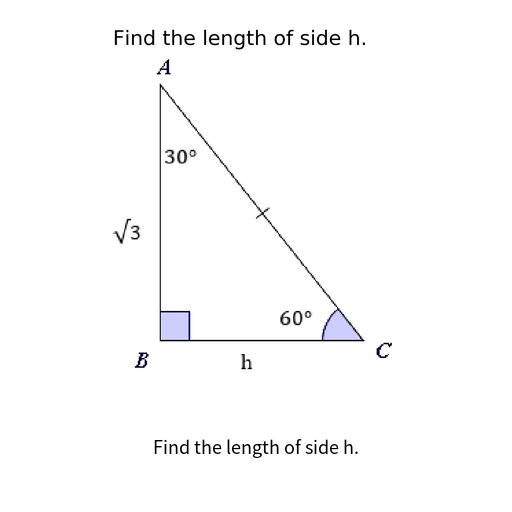 Find the length of side h.
A
30°
√3
60°
B
h
C
Find the length of side h.